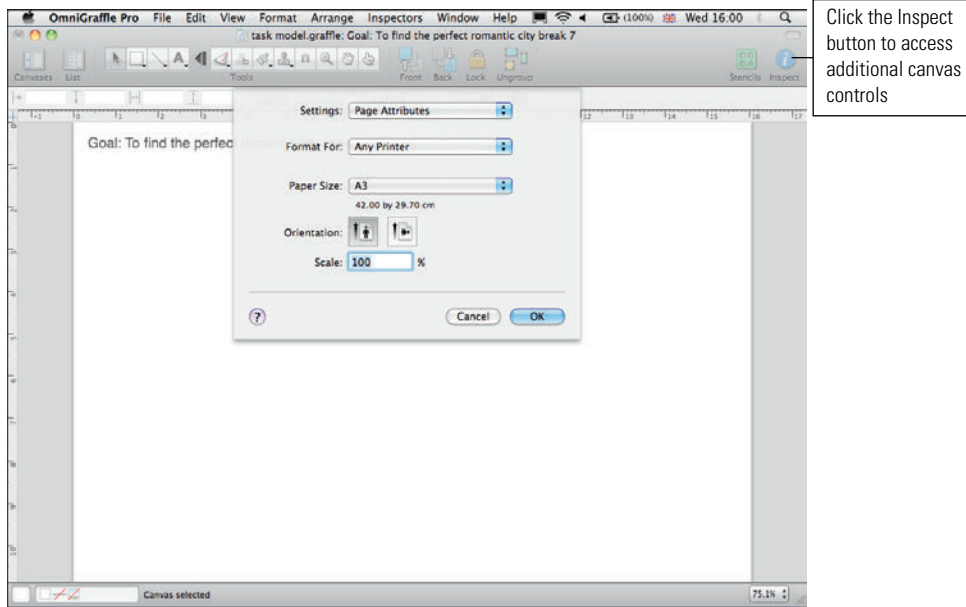 OmniGraffle Pro File Edit View Format Arrange Inspectors Window Help (100%) Wed 16:00
task model.graffle: Goal: To find the perfect romantic city break 7
Canvases List Tools Front Back Lock Ungroup Stencils Inspect
Click the Inspect
button to access
additional canvas
controls
Goal: To find the perfec
Settings: Page Attributes
Format For: Any Printer
Paper Size: A3
42.00 by 29.70 cm
Orientation:
Scale: 100 %
? Cancel OK
Canvas selected 75.1%